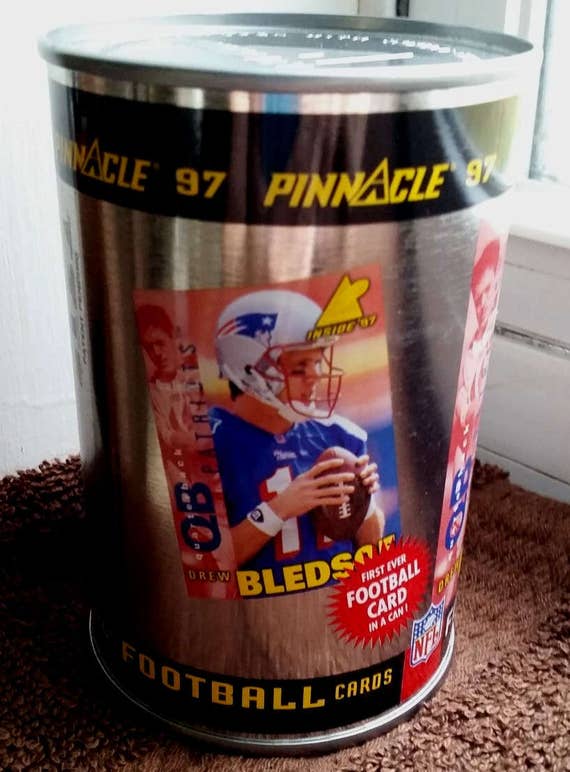 PINNACLE 97 PINNACLE® 97
INSIDE '97
PATRIOTS
QB
quarterback
DREW BLEDSOE
FIRST EVER
FOOTBALL
CARD
IN A CAN!
NFL
FOOTBALL CARDS